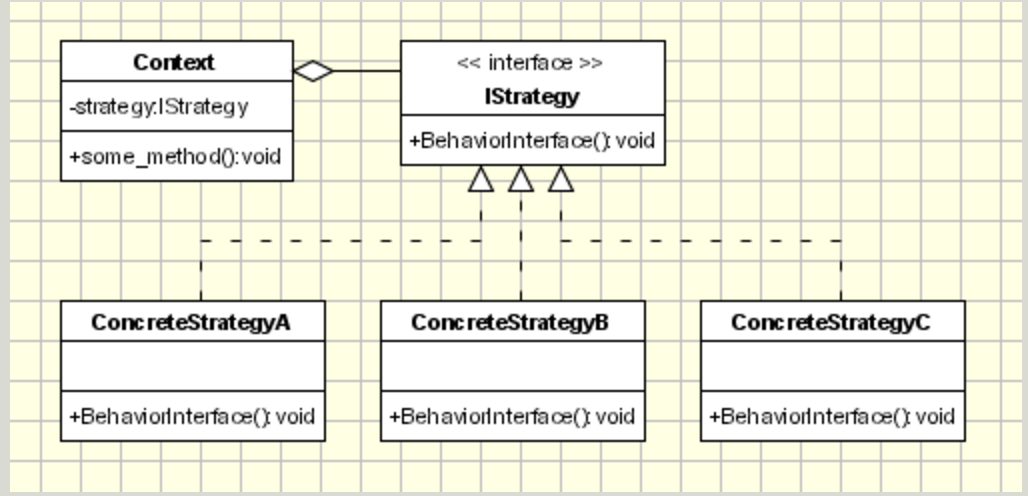 Context
-strategy:IStrategy
+some_method():void
<< interface >>
IStrategy
+BehaviorInterface(): void
ConcreteStrategyA
+BehaviorInterface(): void
ConcreteStrategyB
+BehaviorInterface(): void
ConcreteStrategyC
+BehaviorInterface(): void